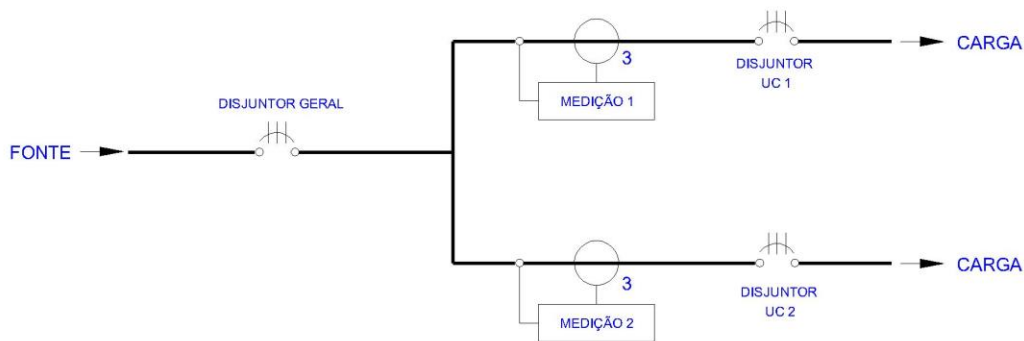 CARGA
3
DISJUNTOR
UC 1
MEDIÇÃO 1
DISJUNTOR GERAL
FONTE
CARGA
3
DISJUNTOR
UC 2
MEDIÇÃO 2